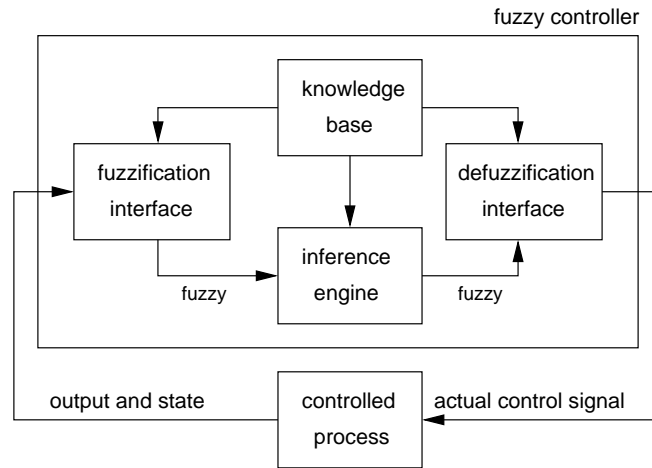 fuzzy controller
knowledge
base
fuzzification
interface
defuzzification
interface
inference
engine
fuzzy
fuzzy
output and state
controlled
process
actual control signal